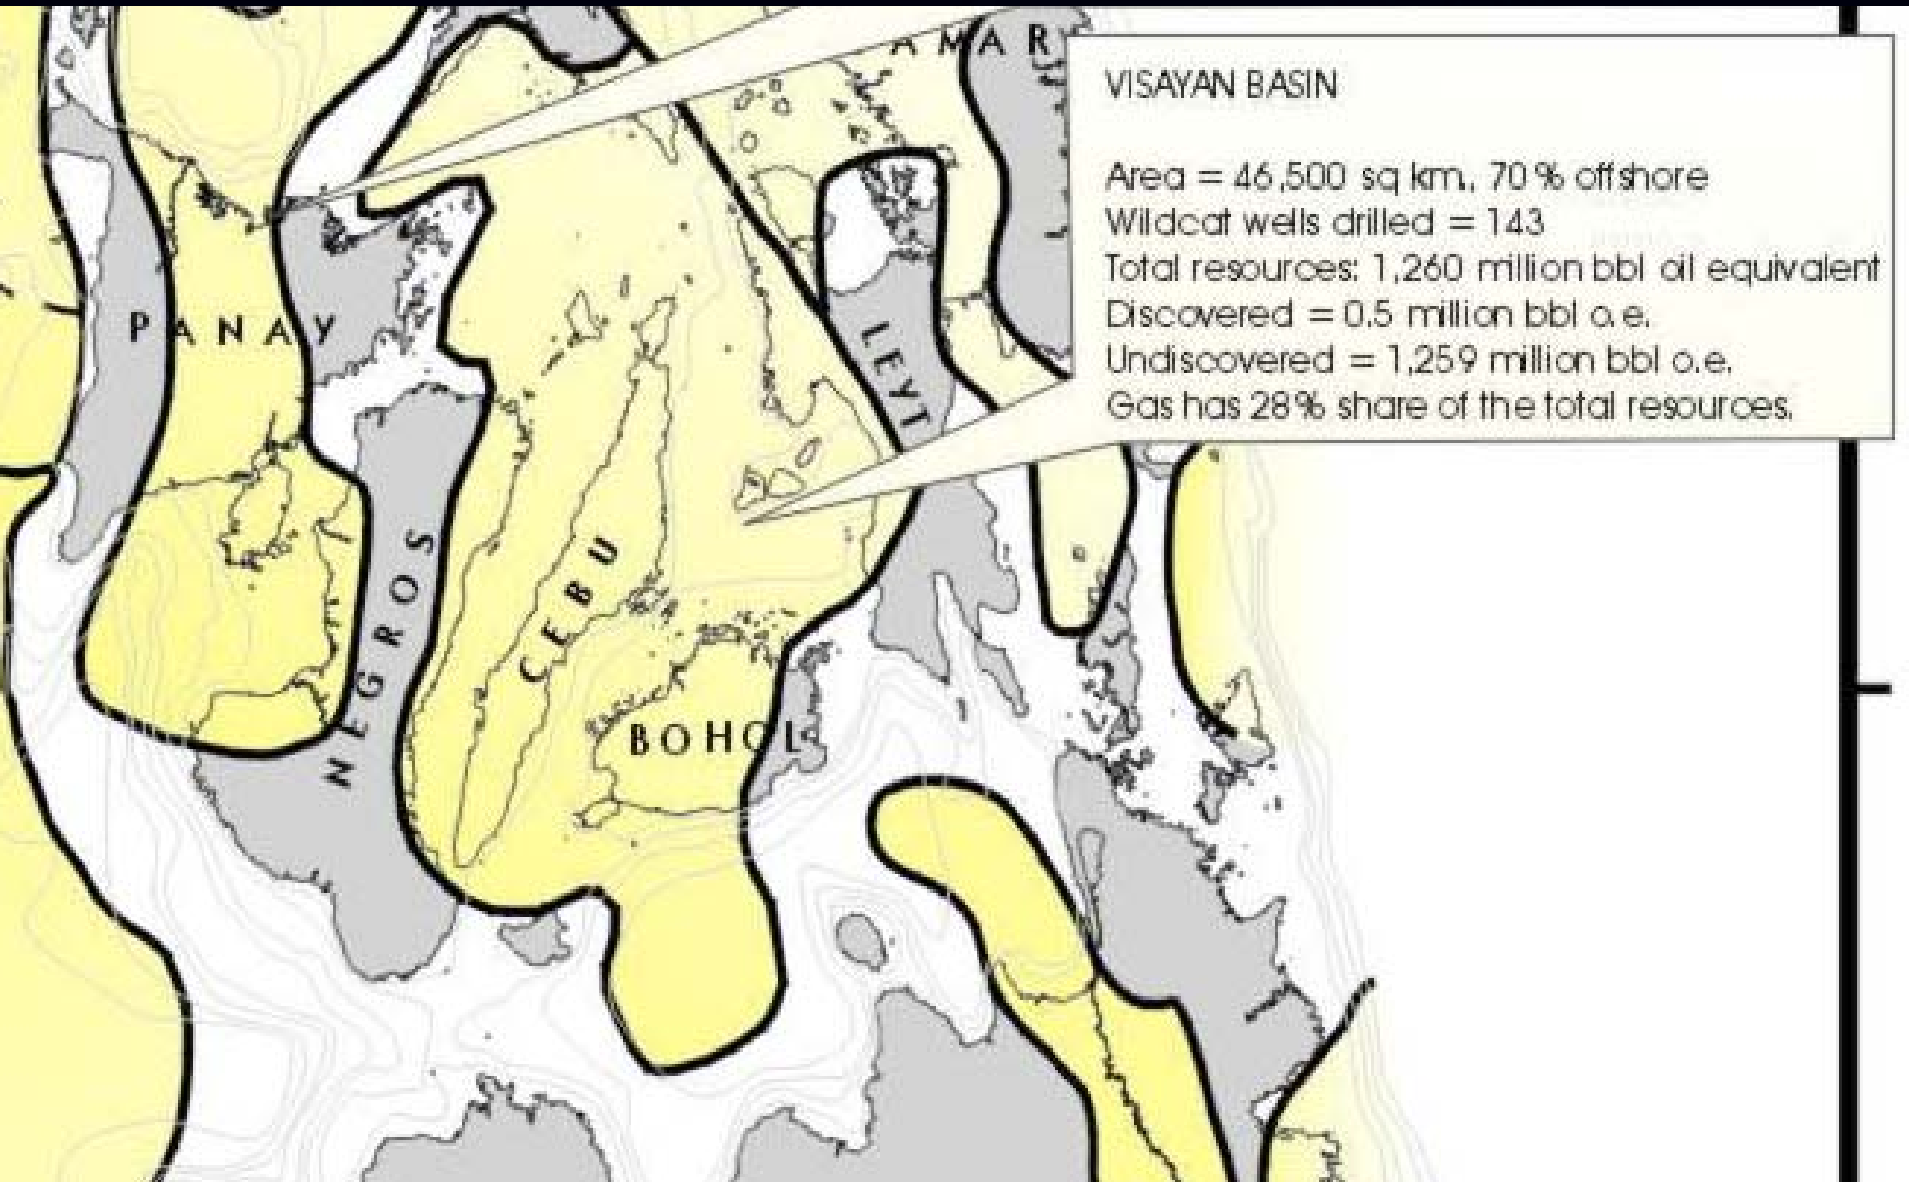 AMAR
VISAYAN BASIN
Area = 46,500 sq km, 70% offshore
Wildcat wells drilled = 143
Total resources: 1,260 million bbl oil equivalent
Discovered = 0.5 million bbl o.e.
Undiscovered = 1,259 million bbl o.e.
Gas has 28% share of the total resources.
PANAY
LEYT
NEGROS
CEBU
BOHOL